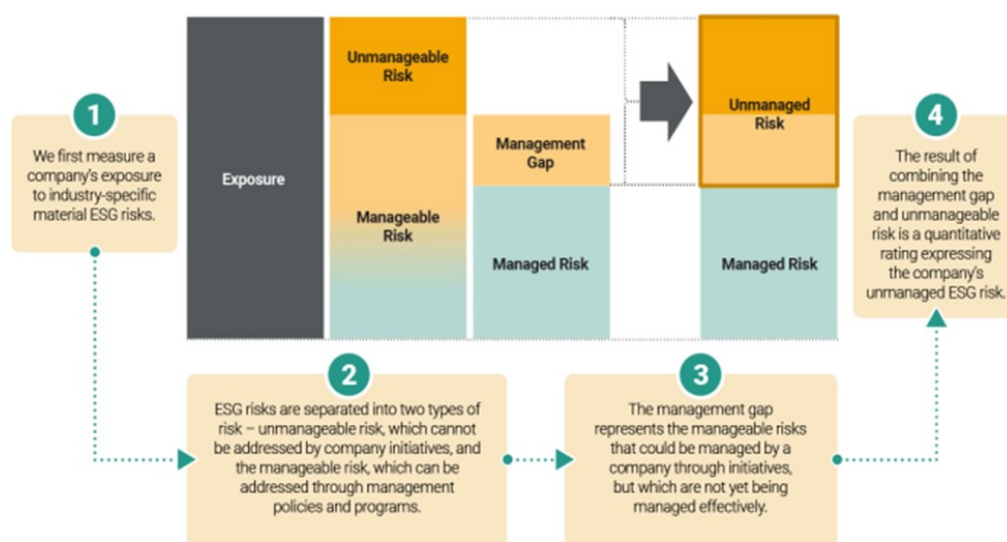 Unmanageable
Risk
Exposure
Manageable
Risk
Management
Gap
Managed Risk
Unmanaged
Risk
Managed Risk
1
We first measure a
company's exposure
to industry-specific
material ESG risks.
2
ESG risks are separated into two types of
risk – unmanageable risk, which cannot
be addressed by company initiatives, and
the manageable risk, which can be
addressed through management
policies and programs.
3
The management gap
represents the manageable risks
that could be managed by a
company through initiatives,
but which are not yet being
managed effectively.
4
The result of
combining the
management gap
and unmanageable
risk is a quantitative
rating expressing
the company's
unmanaged ESG risk.